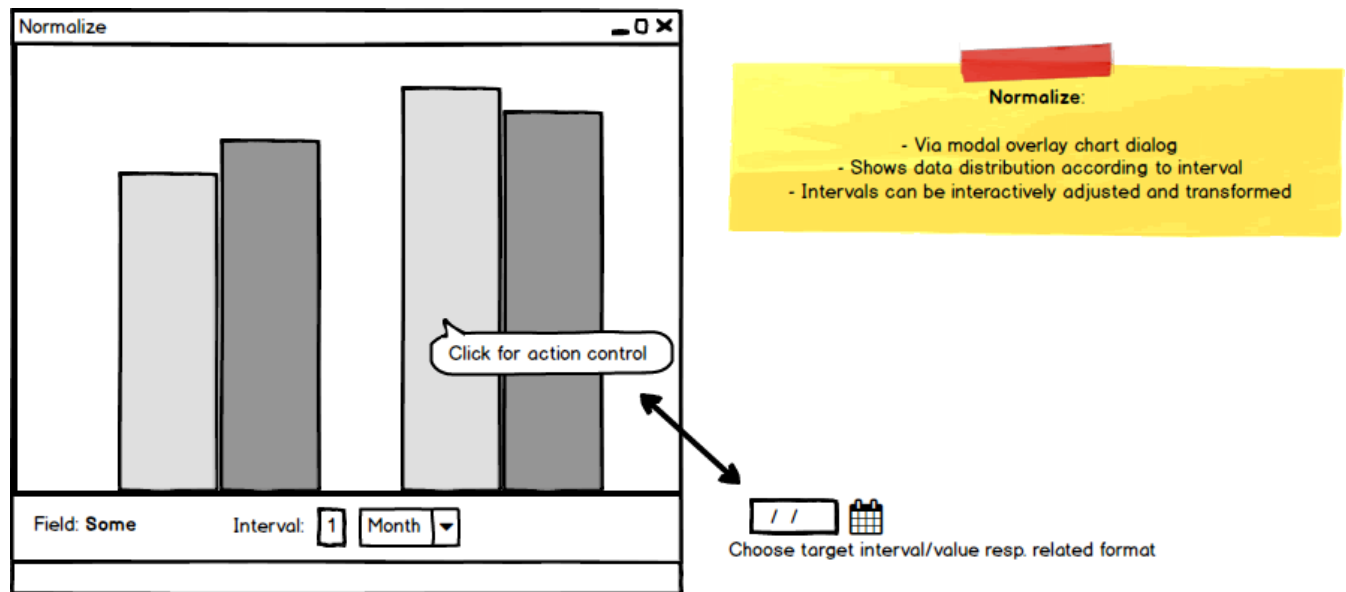 Normalize
Click for action control
Field: Some
Interval: 1 Month
Normalize:
- Via modal overlay chart dialog
- Shows data distribution according to interval
- Intervals can be interactively adjusted and transformed
/ /
Choose target interval/value resp. related format